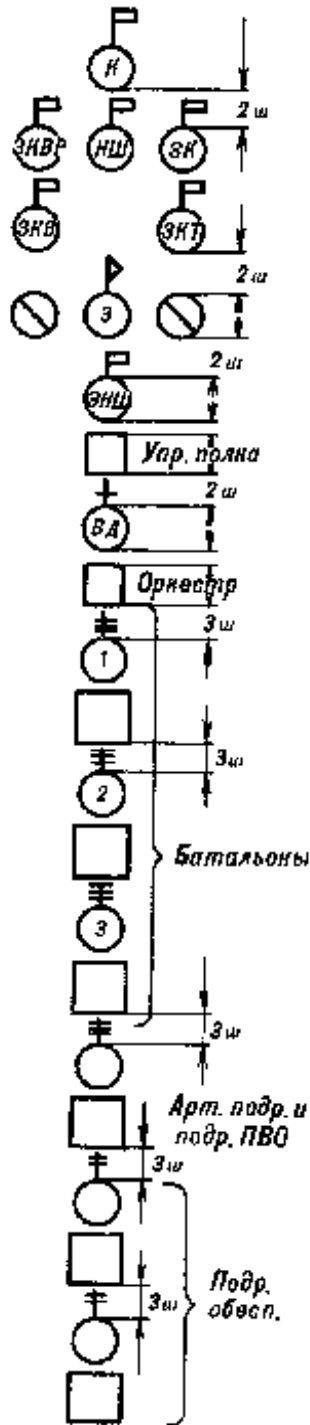 К
2 ш
ЗКВР НШ ЗК
ЗКВ ЗКТ
2 ш
З
2 ш
ЗНШ
Упр. полка
2 ш
ВД
Оркестр
3 ш
1
3 ш
2
Батальоны
3
3 ш
Арт. подр. и
подр. ПВО
3 ш
Подр.
обесп.
3 ш